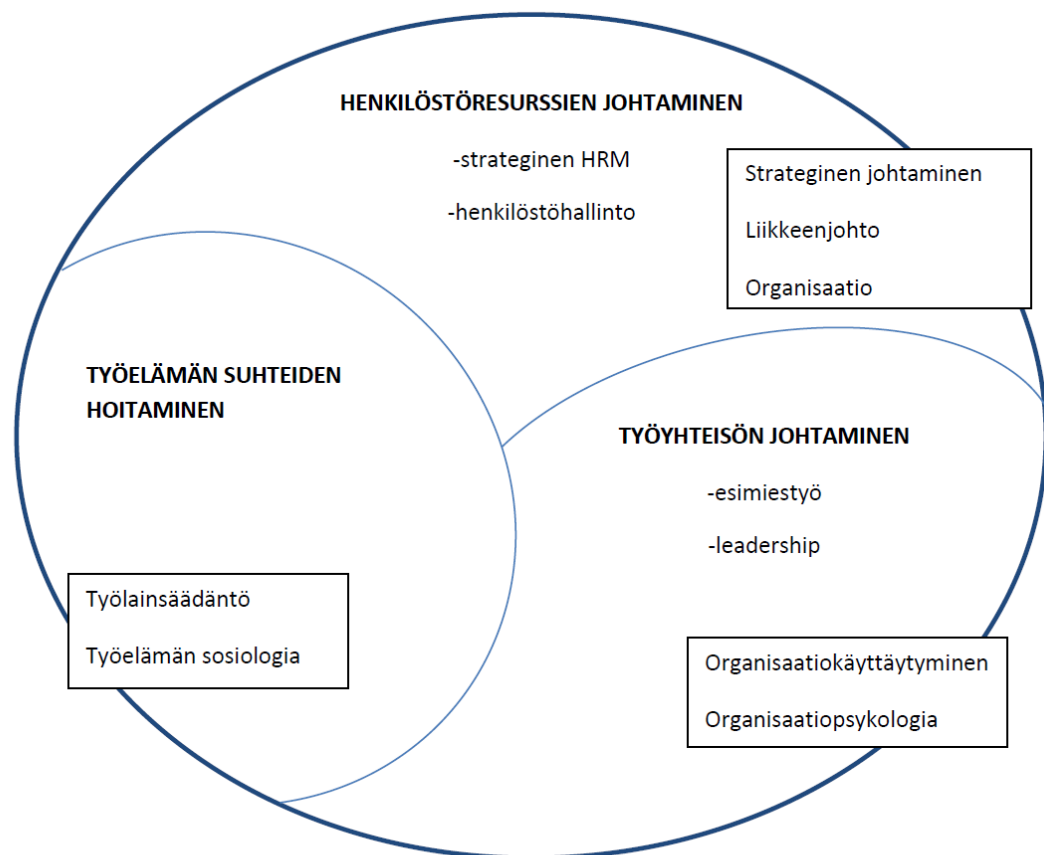 HENKILÖSTÖRESURSSIEN JOHTAMINEN
-strateginen HRM
-henkilöstöhallinto
Strateginen johtaminen
Liikkeenjohto
Organisaatio
TYÖELÄMÄN SUHTEIDEN
HOITAMINEN
Työlainsäädäntö
Työelämän sosiologia
TYÖYHTEISÖN JOHTAMINEN
-esimiestyö
-leadership
Organisaatiokäyttäytyminen
Organisaatiopsykologia